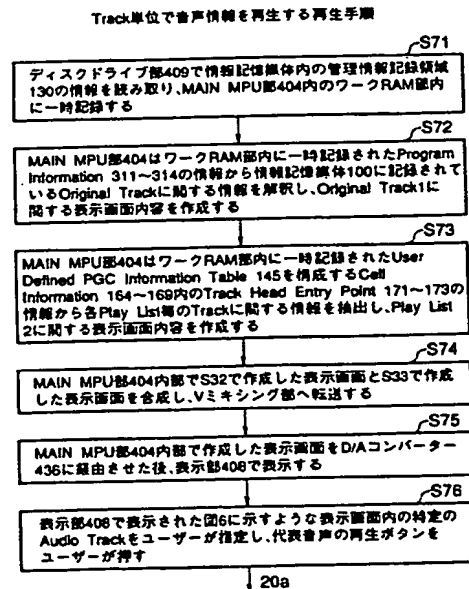 Track単位で音声情報を再生する再生手順
S71
ディスクドライブ部409で情報記憶媒体内の管理情報記録領域
130の情報を読み取り、MAIN MPU部404内のワークRAM部内
に一時記録する
S72
MAIN MPU部404はワークRAM部内に一時記録されたProgram
Information 311～314の情報から情報記憶媒体100に記録されて
いるOriginal Trackに関する情報を解釈し、Original Track1に
関する表示画面内容を作成する
S73
MAIN MPU部404はワークRAM部内に一時記録されたUser
Defined PGC Information Table 145を構成するCell
Information 164～169内のTrack Head Entry Point 171～173の
情報から各Play List毎のTrackに関する情報を抽出し、Play List
2に関する表示画面内容を作成する
S74
MAIN MPU部404内部でS32で作成した表示画面とS33で作
成した表示画面を合成し、Vミキシング部へ転送する
S75
MAIN MPU部404内部で作成した表示画面をD/Aコンバーター
436に経由させた後、表示部408で表示する
S76
表示部408で表示された図6に示すような表示画面内の特定の
Audio Trackをユーザーが指定し、代表音声の再生ボタンを
ユーザーが押す
20a